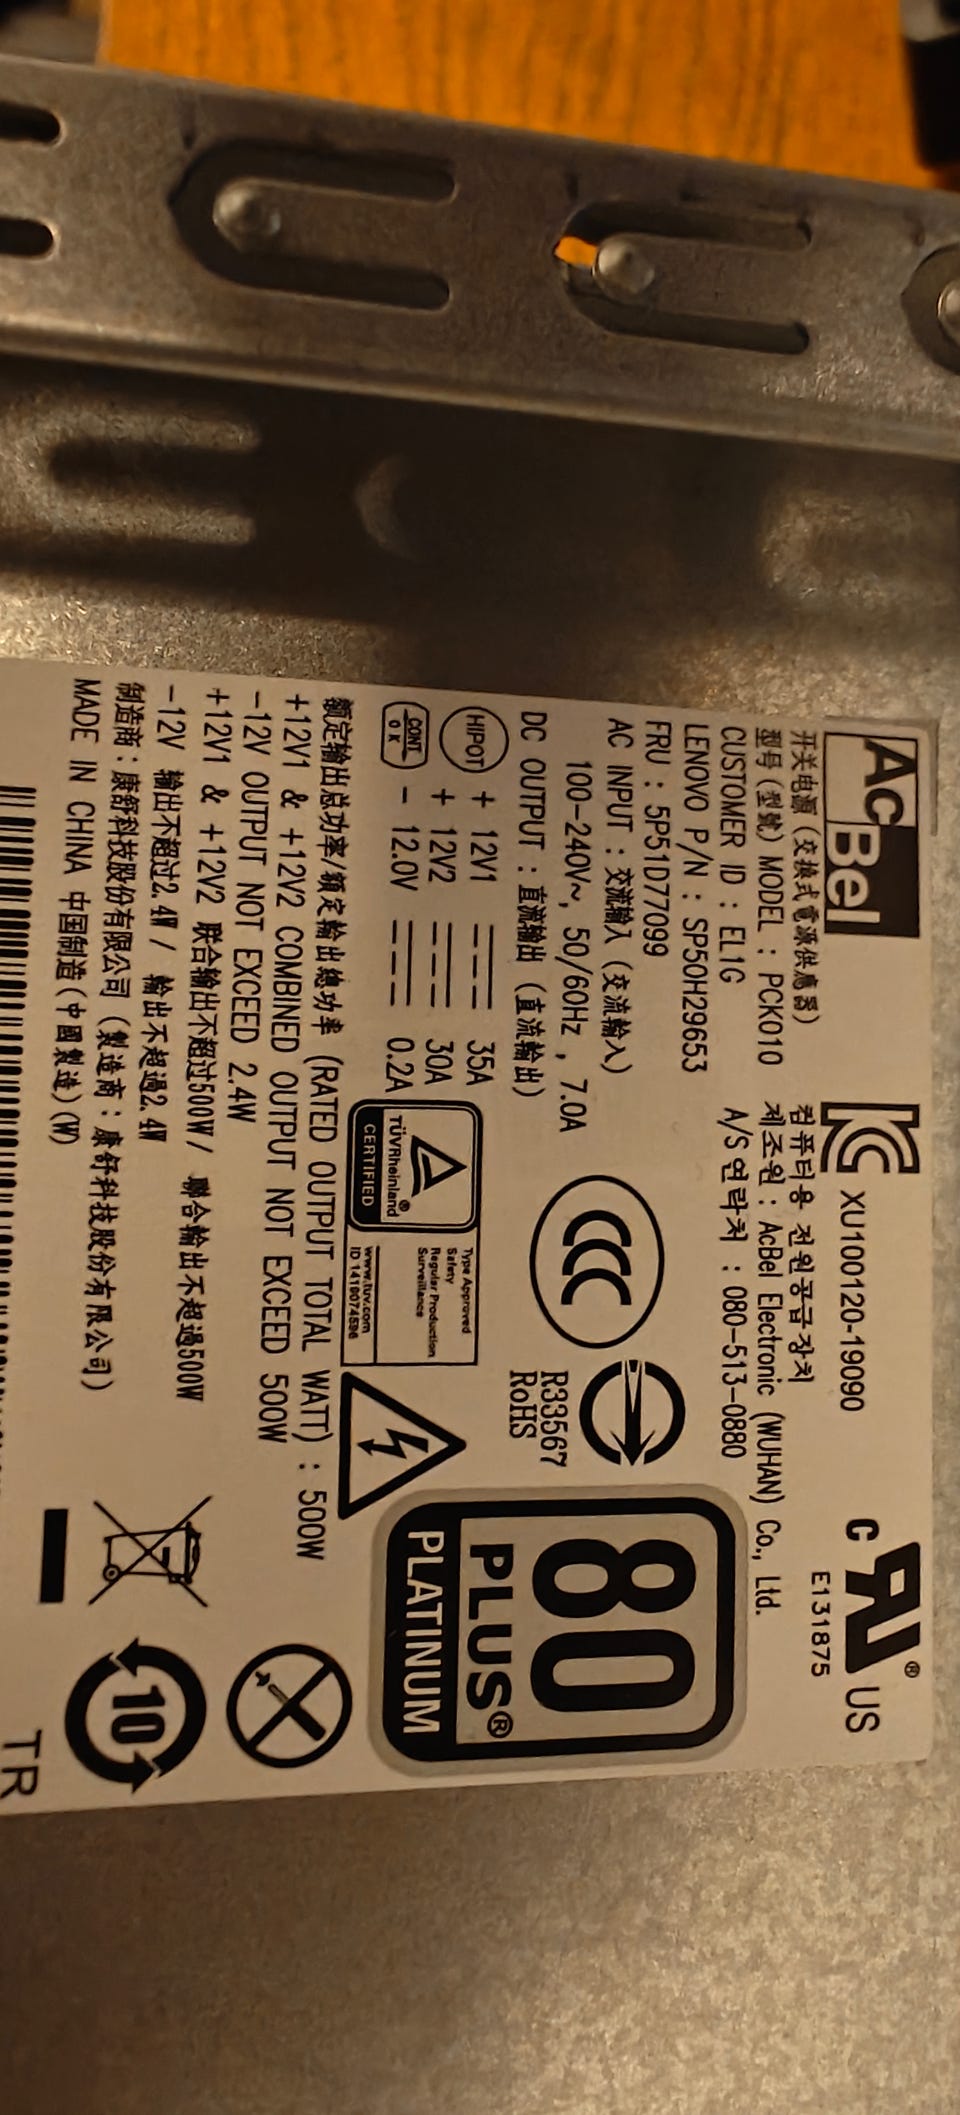 AcBel
开关电源 (交換式電源供應器)
型号(型號) MODEL : PCK010
CUSTOMER ID : EL1G
LENOVO P/N : SP50H29653
FRU : 5P51D77099
AC INPUT : 交流输入 (交流輸入)
100-240V~, 50/60Hz , 7.0A
DC OUTPUT : 直流输出 (直流輸出)
HIPOT
+ 12V1 35A
+ 12V2 30A
CONT. OK
- 12.0V 0.2A
额定输出总功率/額定輸出總功率 (RATED OUTPUT TOTAL WATT) : 500W
+12V1 & +12V2 COMBINED OUTPUT NOT EXCEED 500W
-12V OUTPUT NOT EXCEED 2.4W
+12V1 & +12V2 联合输出不超过500W/ 聯合輸出不超過500W
-12V 输出不超过2.4W / 輸出不超過2.4W
制造商:康舒科技股份有限公司 (製造商:康舒科技股份有限公司)
MADE IN CHINA 中国制造(中國製造)(W)
XU100120-19090
컴퓨터용 전원공급장치
제조원 : AcBel Electronic (WUHAN) Co., Ltd.
A/S연락처 : 080-513-0880
c RU ® US
E131875
CCC
R33567
RoHS
TÜVRheinland®
CERTIFIED
Type Approved
Safety
Regular Production
Surveillance
www.tuv.com
ID 1419074596
80
PLUS®
PLATINUM
10
TR